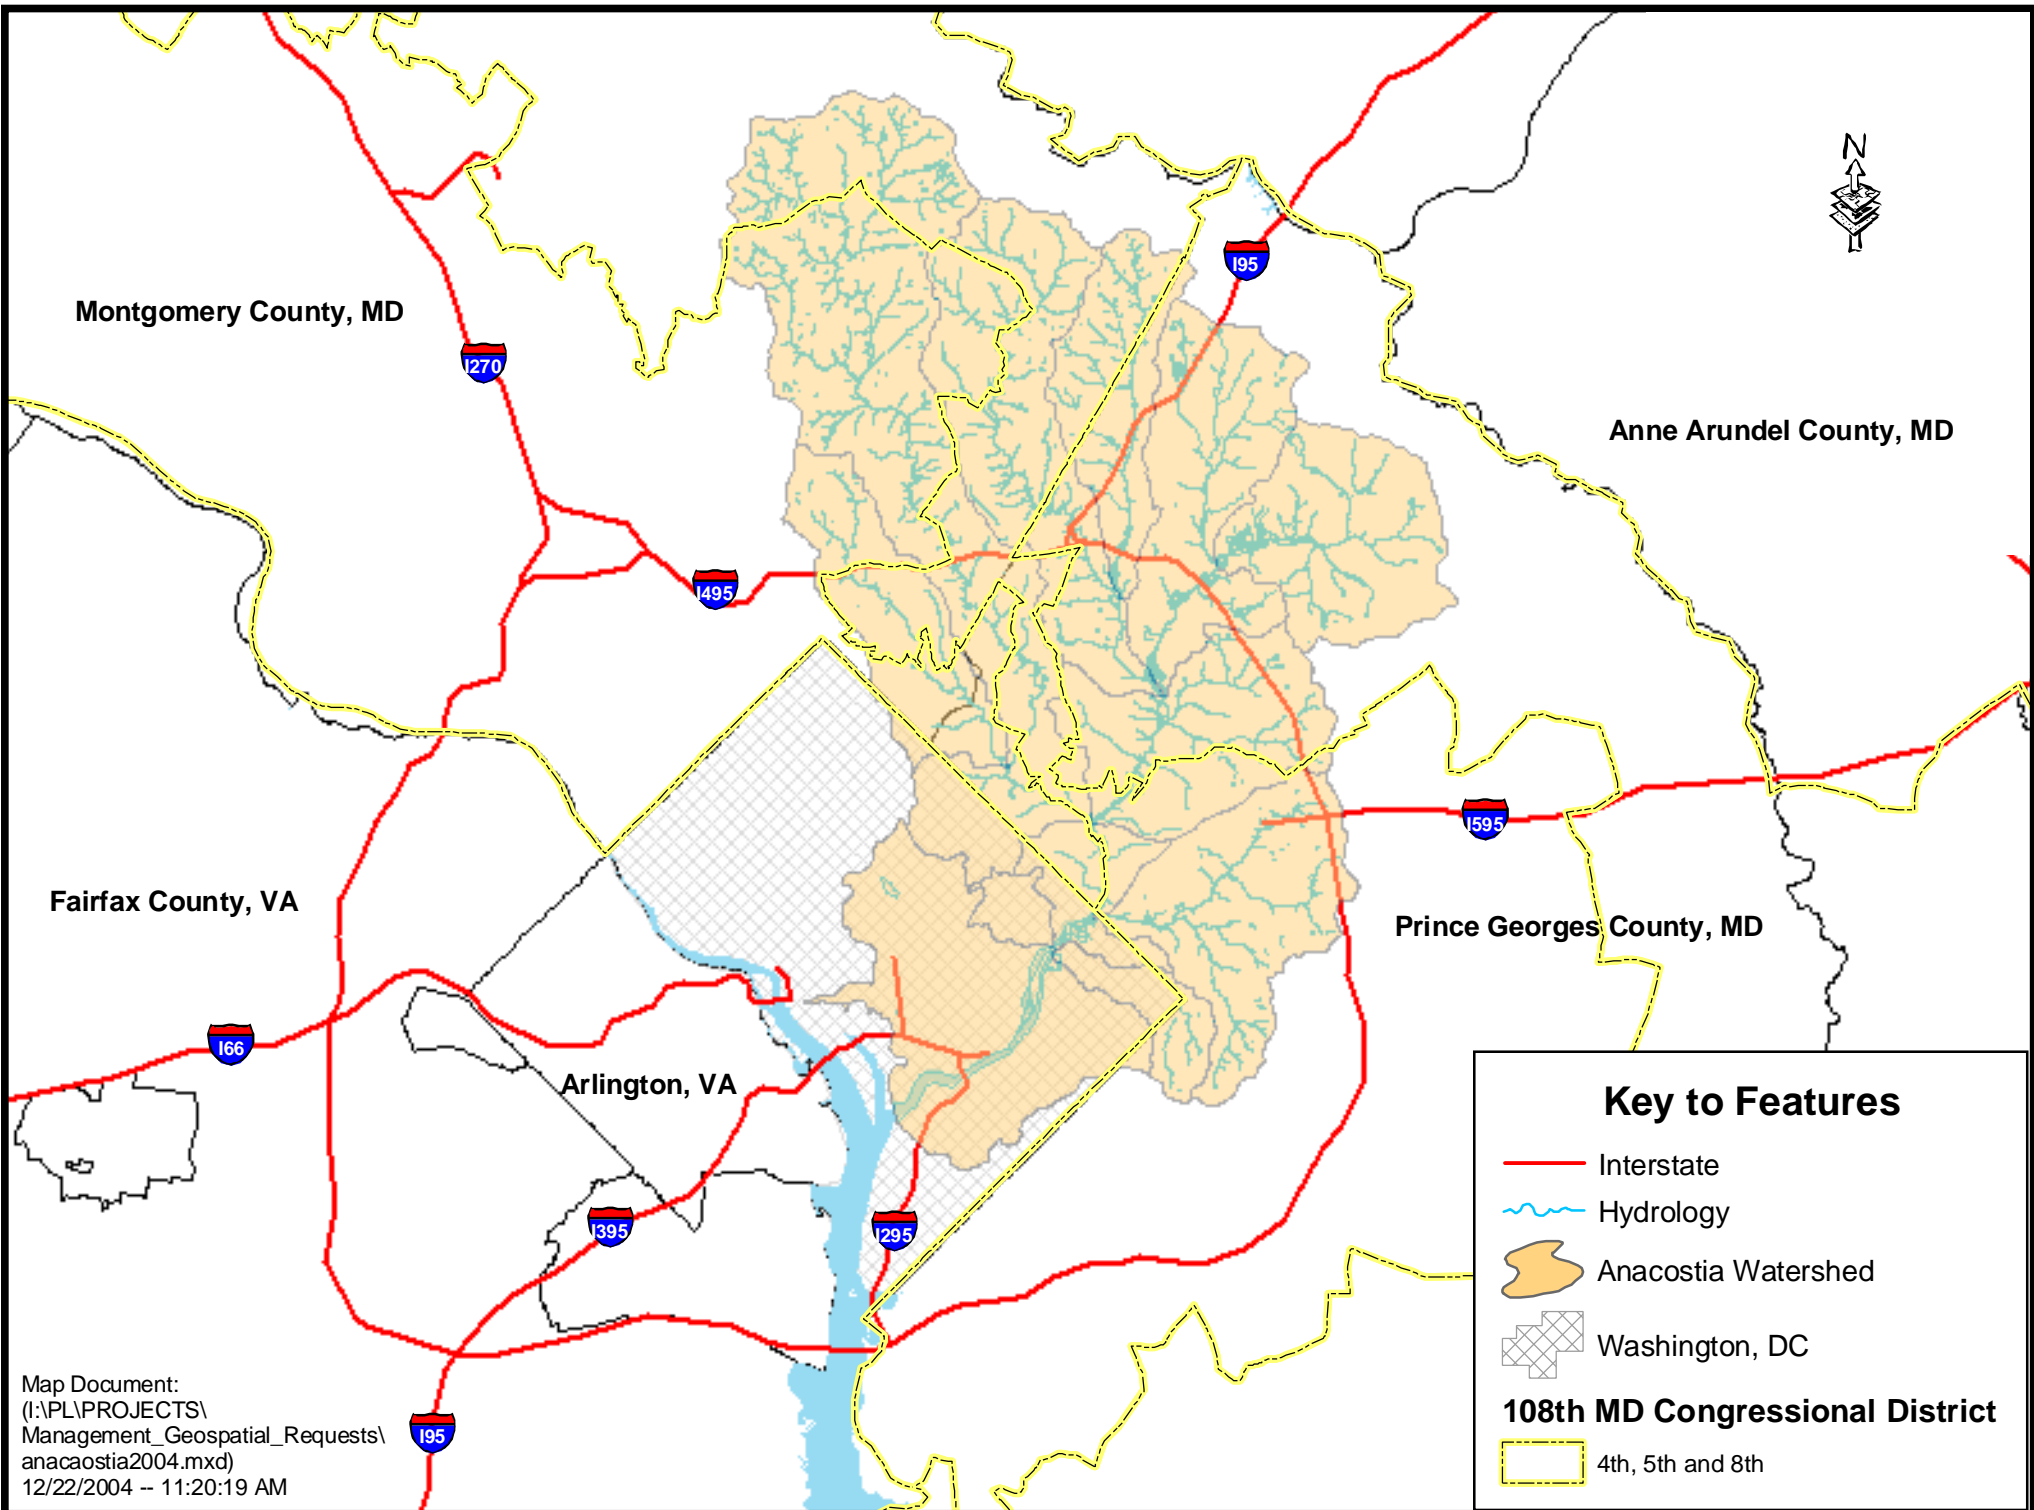 N
I95
Montgomery County, MD
I270
Anne Arundel County, MD
I495
I595
Fairfax County, VA
Prince Georges County, MD
I66
Arlington, VA
I395
I295
I95
Key to Features
Interstate
Hydrology
Anacostia Watershed
Washington, DC
108th MD Congressional District
4th, 5th and 8th
Map Document:
(I:\PL\PROJECTS\
Management_Geospatial_Requests\
anacaostia2004.mxd)
12/22/2004 -- 11:20:19 AM